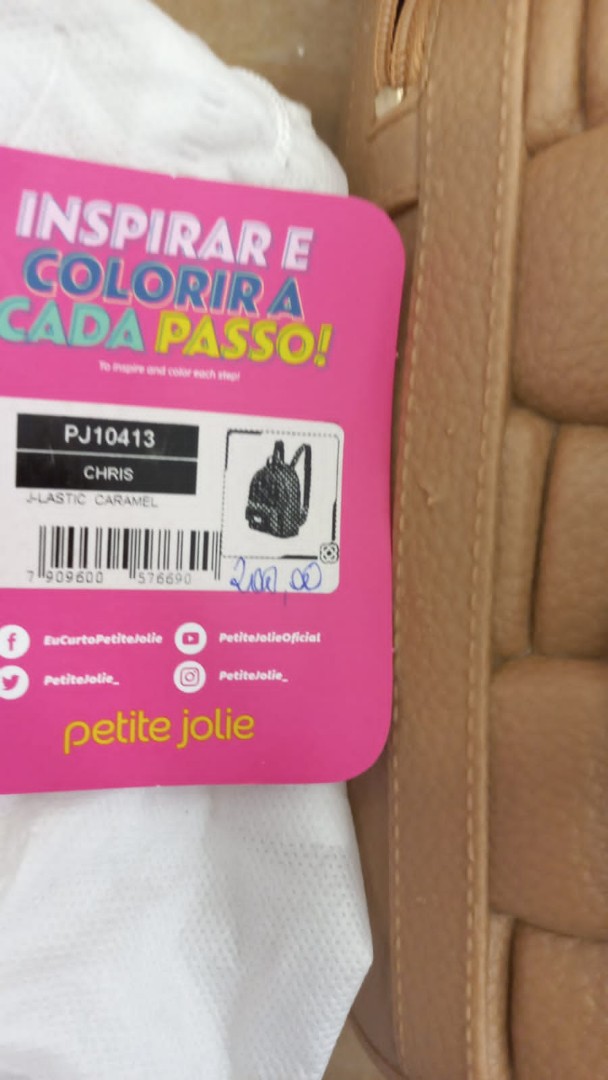 INSPIRAR E
COLORIR A
CADA PASSO!
To inspire and color each step!
PJ10413
CHRIS
J-LASTIC CARAMEL
7 909600 576690
200,00
EuCurtoPetiteJolie
PetiteJolieOficial
PetiteJolie_
PetiteJolie_
petite jolie